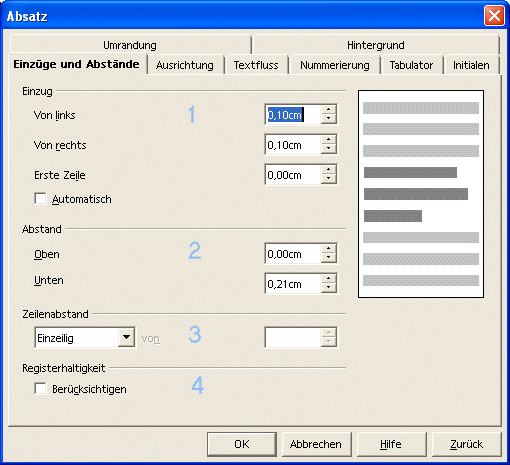 Absatz
Umrandung Hintergrund
Einzüge und Abstände Ausrichtung Textfluss Nummerierung Tabulator Initialen
Einzug
Von links 1 0,10cm
Von rechts 0,10cm
Erste Zeile 0,00cm
Automatisch
Abstand
Oben 2 0,00cm
Unten 0,21cm
Zeilenabstand
Einzeilig von 3
Registerhaltigkeit
Berücksichtigen 4
OK Abbrechen Hilfe Zurück